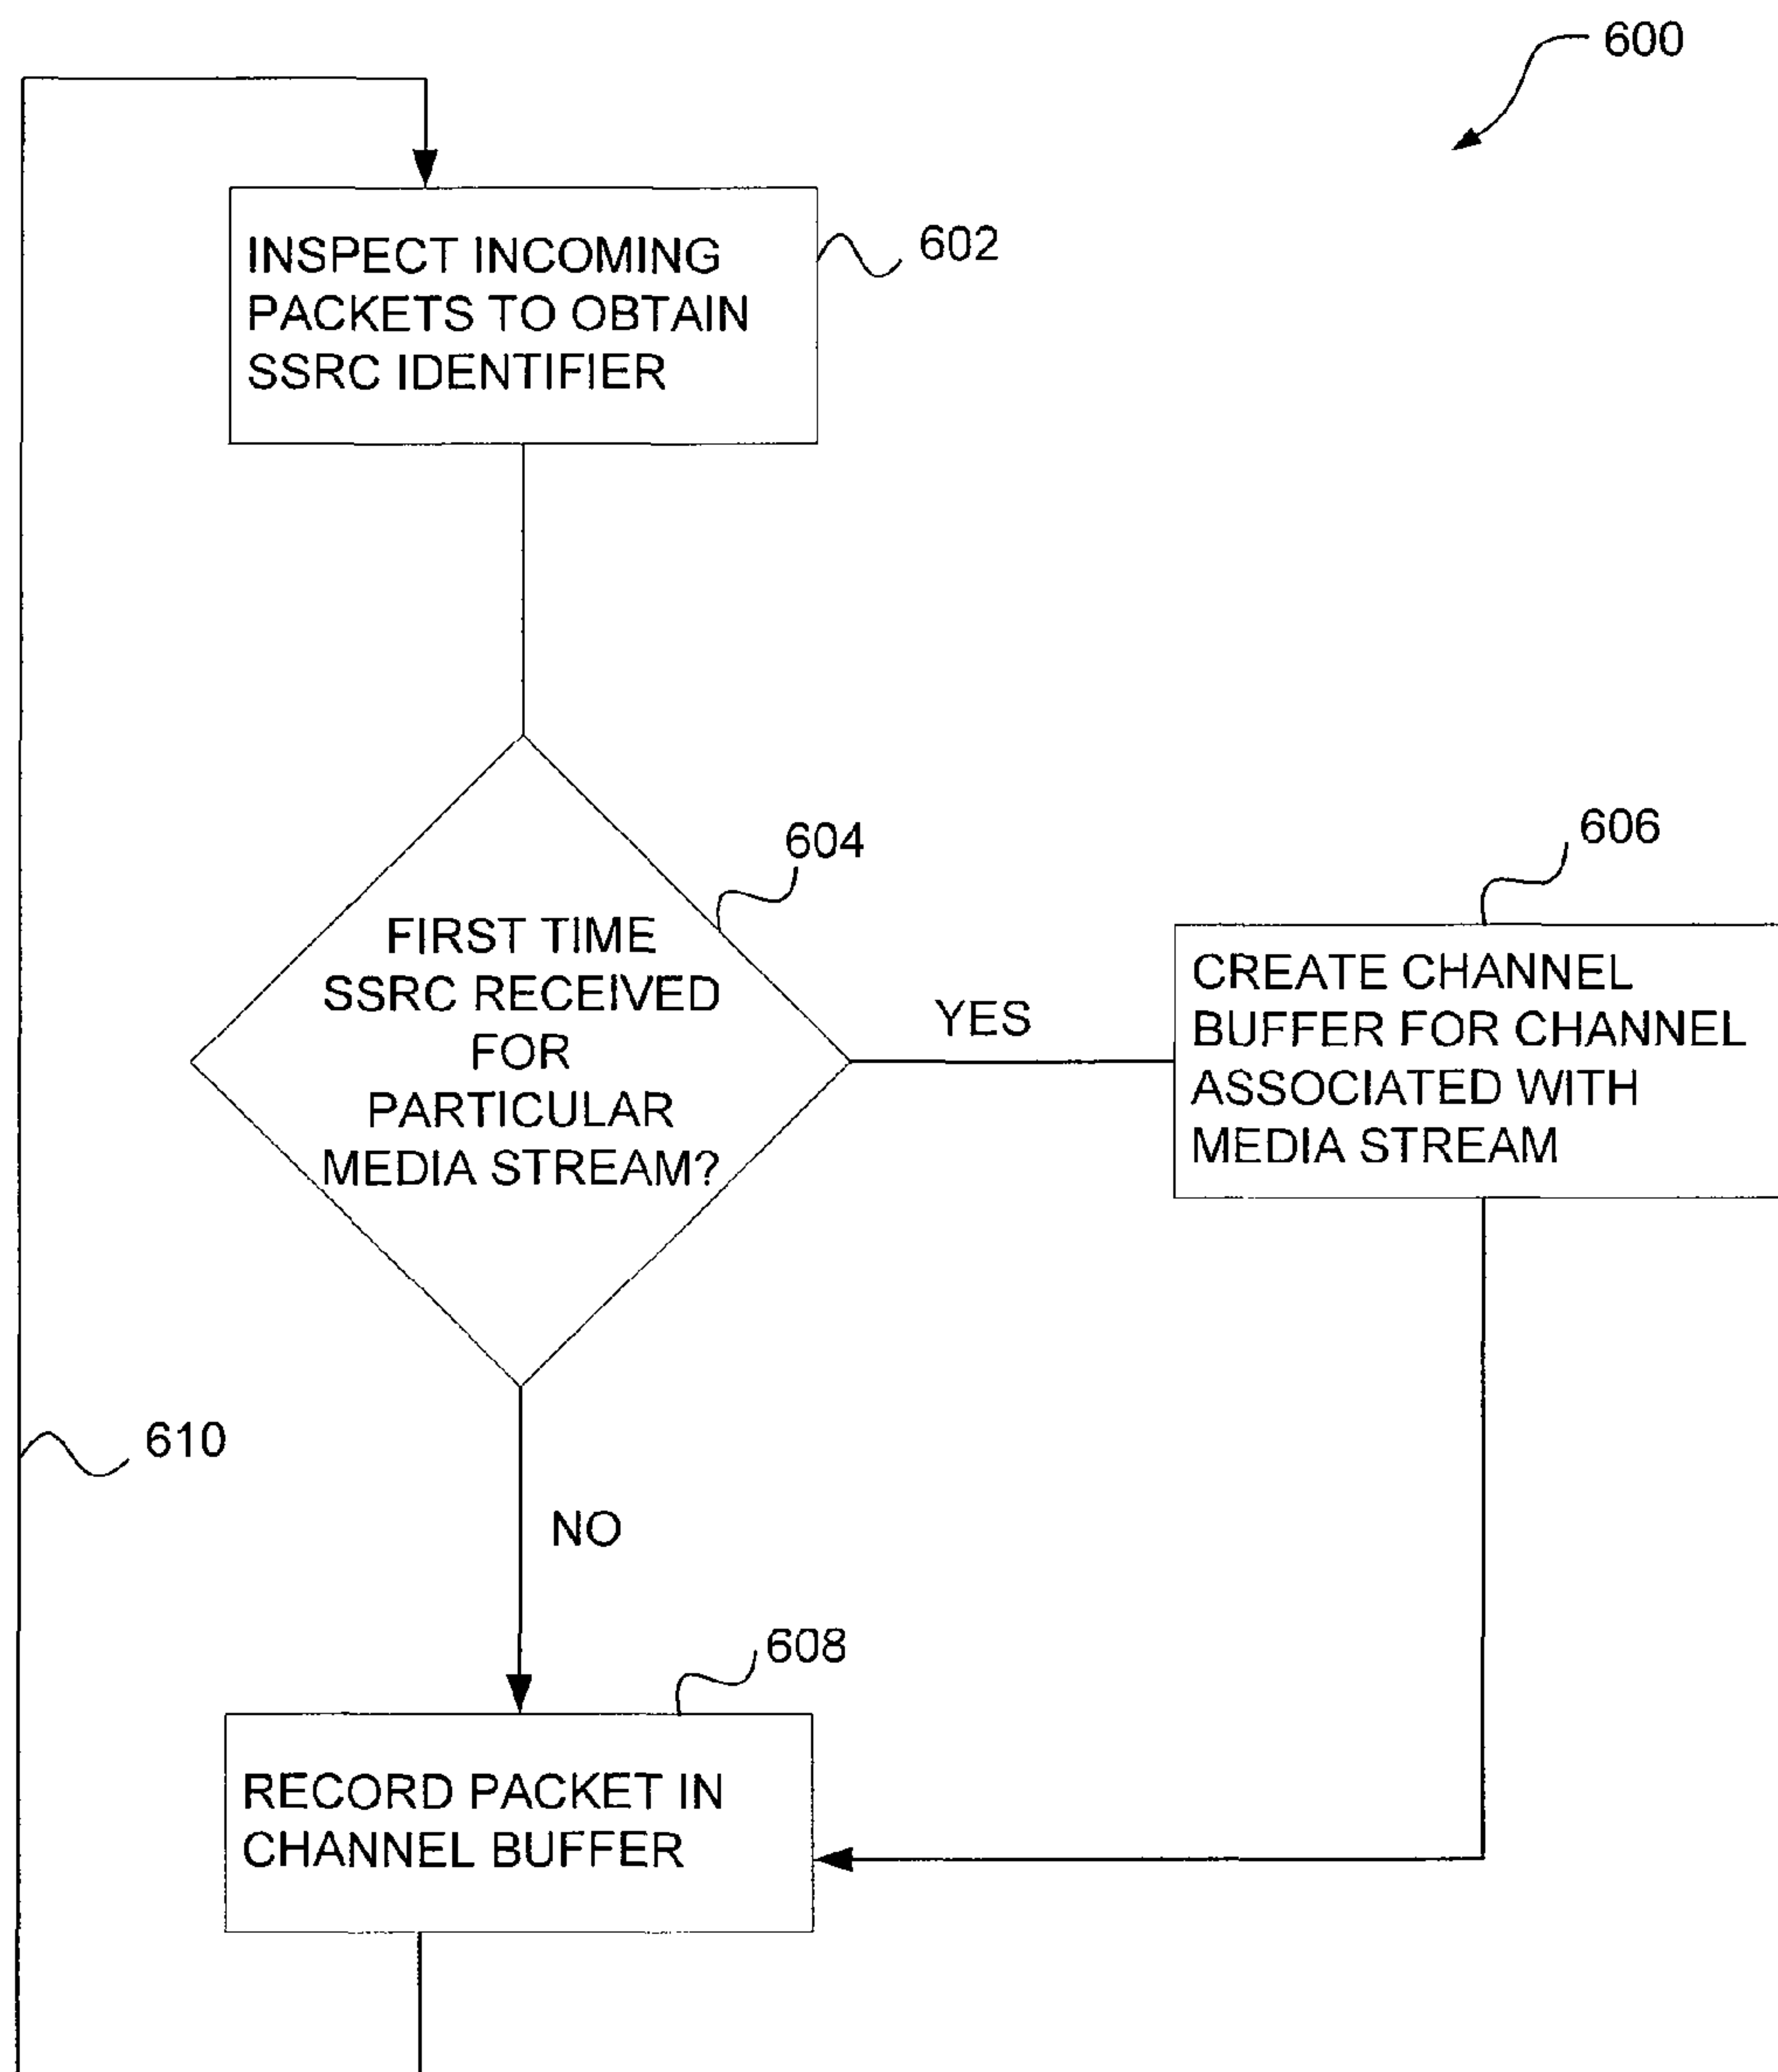 600
INSPECT INCOMING
PACKETS TO OBTAIN
SSRC IDENTIFIER
602
604
FIRST TIME
SSRC RECEIVED
FOR
PARTICULAR
MEDIA STREAM?
YES
606
CREATE CHANNEL
BUFFER FOR CHANNEL
ASSOCIATED WITH
MEDIA STREAM
610
NO
608
RECORD PACKET IN
CHANNEL BUFFER